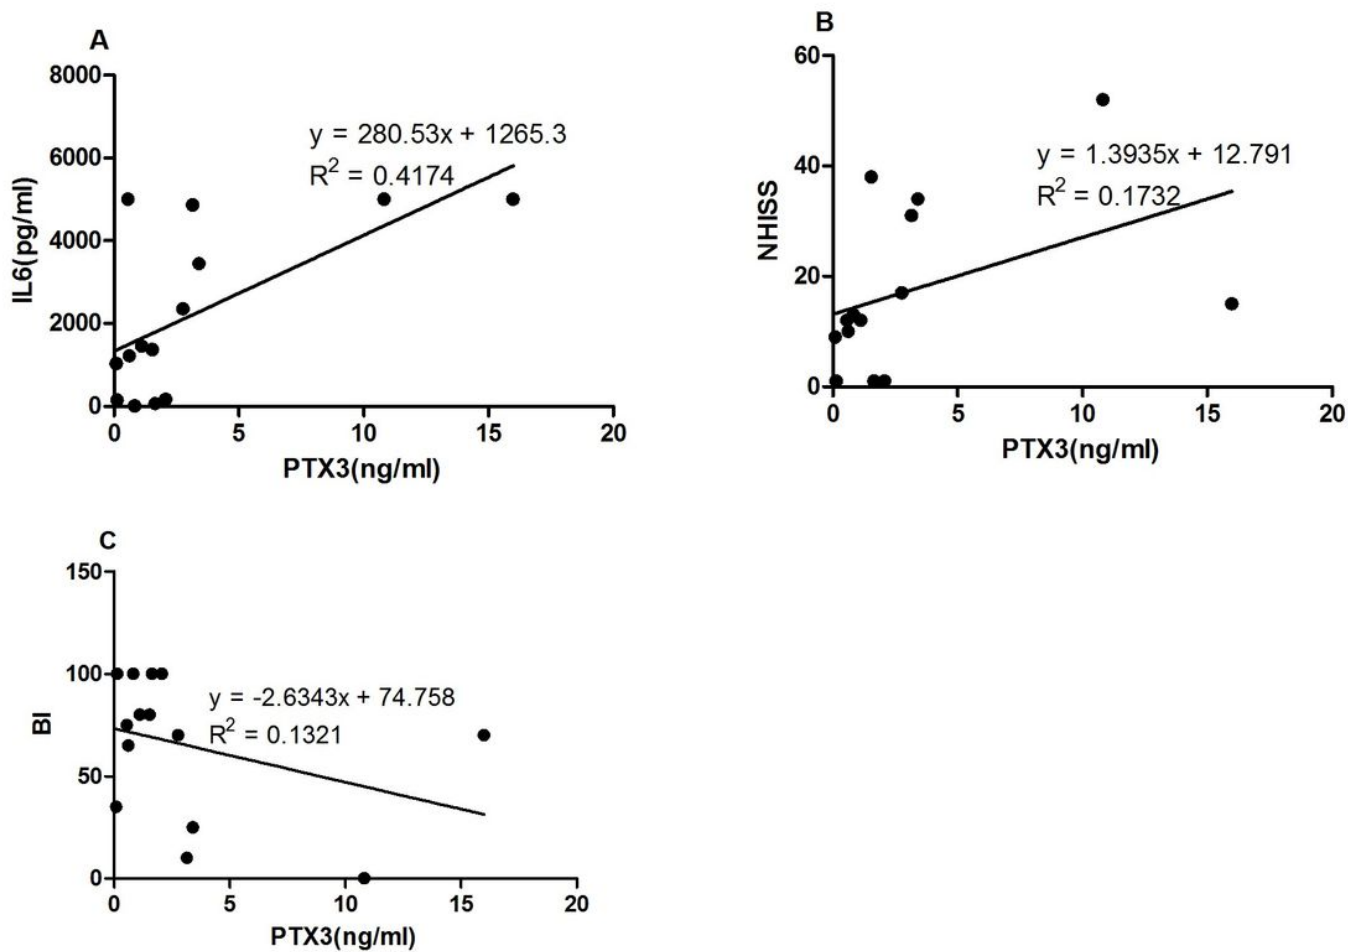 A
8000
6000
4000
2000
0
IL6(pg/ml)
y = 280.53x + 1265.3
R² = 0.4174
0 5 10 15 20
PTX3(ng/ml)
B
60
40
20
0
NHISS
y = 1.3935x + 12.791
R² = 0.1732
0 5 10 15 20
PTX3(ng/ml)
C
150
100
50
0
BI
y = -2.6343x + 74.758
R² = 0.1321
0 5 10 15 20
PTX3(ng/ml)